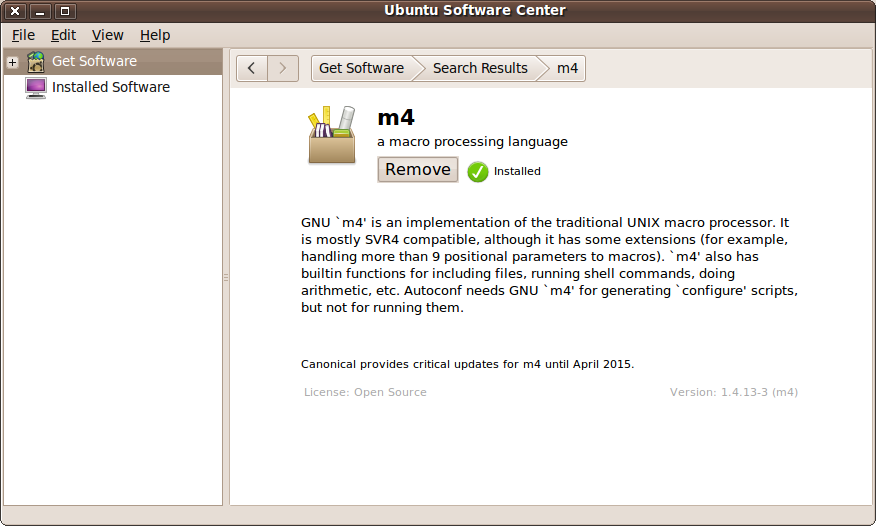 Ubuntu Software Center
File Edit View Help
Get Software
Installed Software
Get Software Search Results m4
m4
a macro processing language
Remove Installed
GNU `m4' is an implementation of the traditional UNIX macro processor. It
is mostly SVR4 compatible, although it has some extensions (for example,
handling more than 9 positional parameters to macros). `m4' also has
builtin functions for including files, running shell commands, doing
arithmetic, etc. Autoconf needs GNU `m4' for generating `configure' scripts,
but not for running them.
Canonical provides critical updates for m4 until April 2015.
License: Open Source Version: 1.4.13-3 (m4)